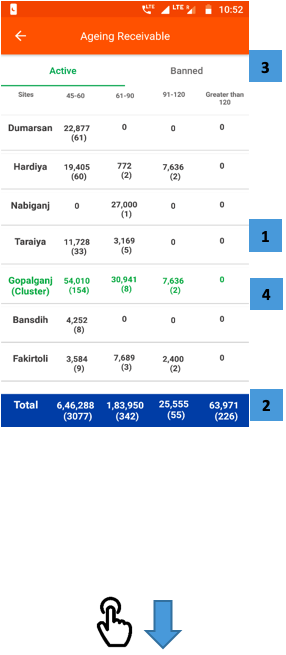 LTE LTE 10:52
Ageing Receivable
Active Banned 3
Sites 45-60 61-90 91-120 Greater than
120
Dumarsan 22,877 0 0 0
(61)
Hardiya 19,405 772 7,636 0
(60) (2) (2)
Nabiganj 0 27,000 0 0
(1)
Taraiya 11,728 3,169 0 0 1
(33) (5)
Gopalganj 54,010 30,941 7,636 0
(Cluster) (154) (8) (2) 4
Bansdih 4,252 0 0 0
(8)
Fakirtoli 3,584 7,689 2,400 0
(9) (3) (2)
Total 6,46,288 1,83,950 25,555 63,971 2
(3077) (342) (55) (226)